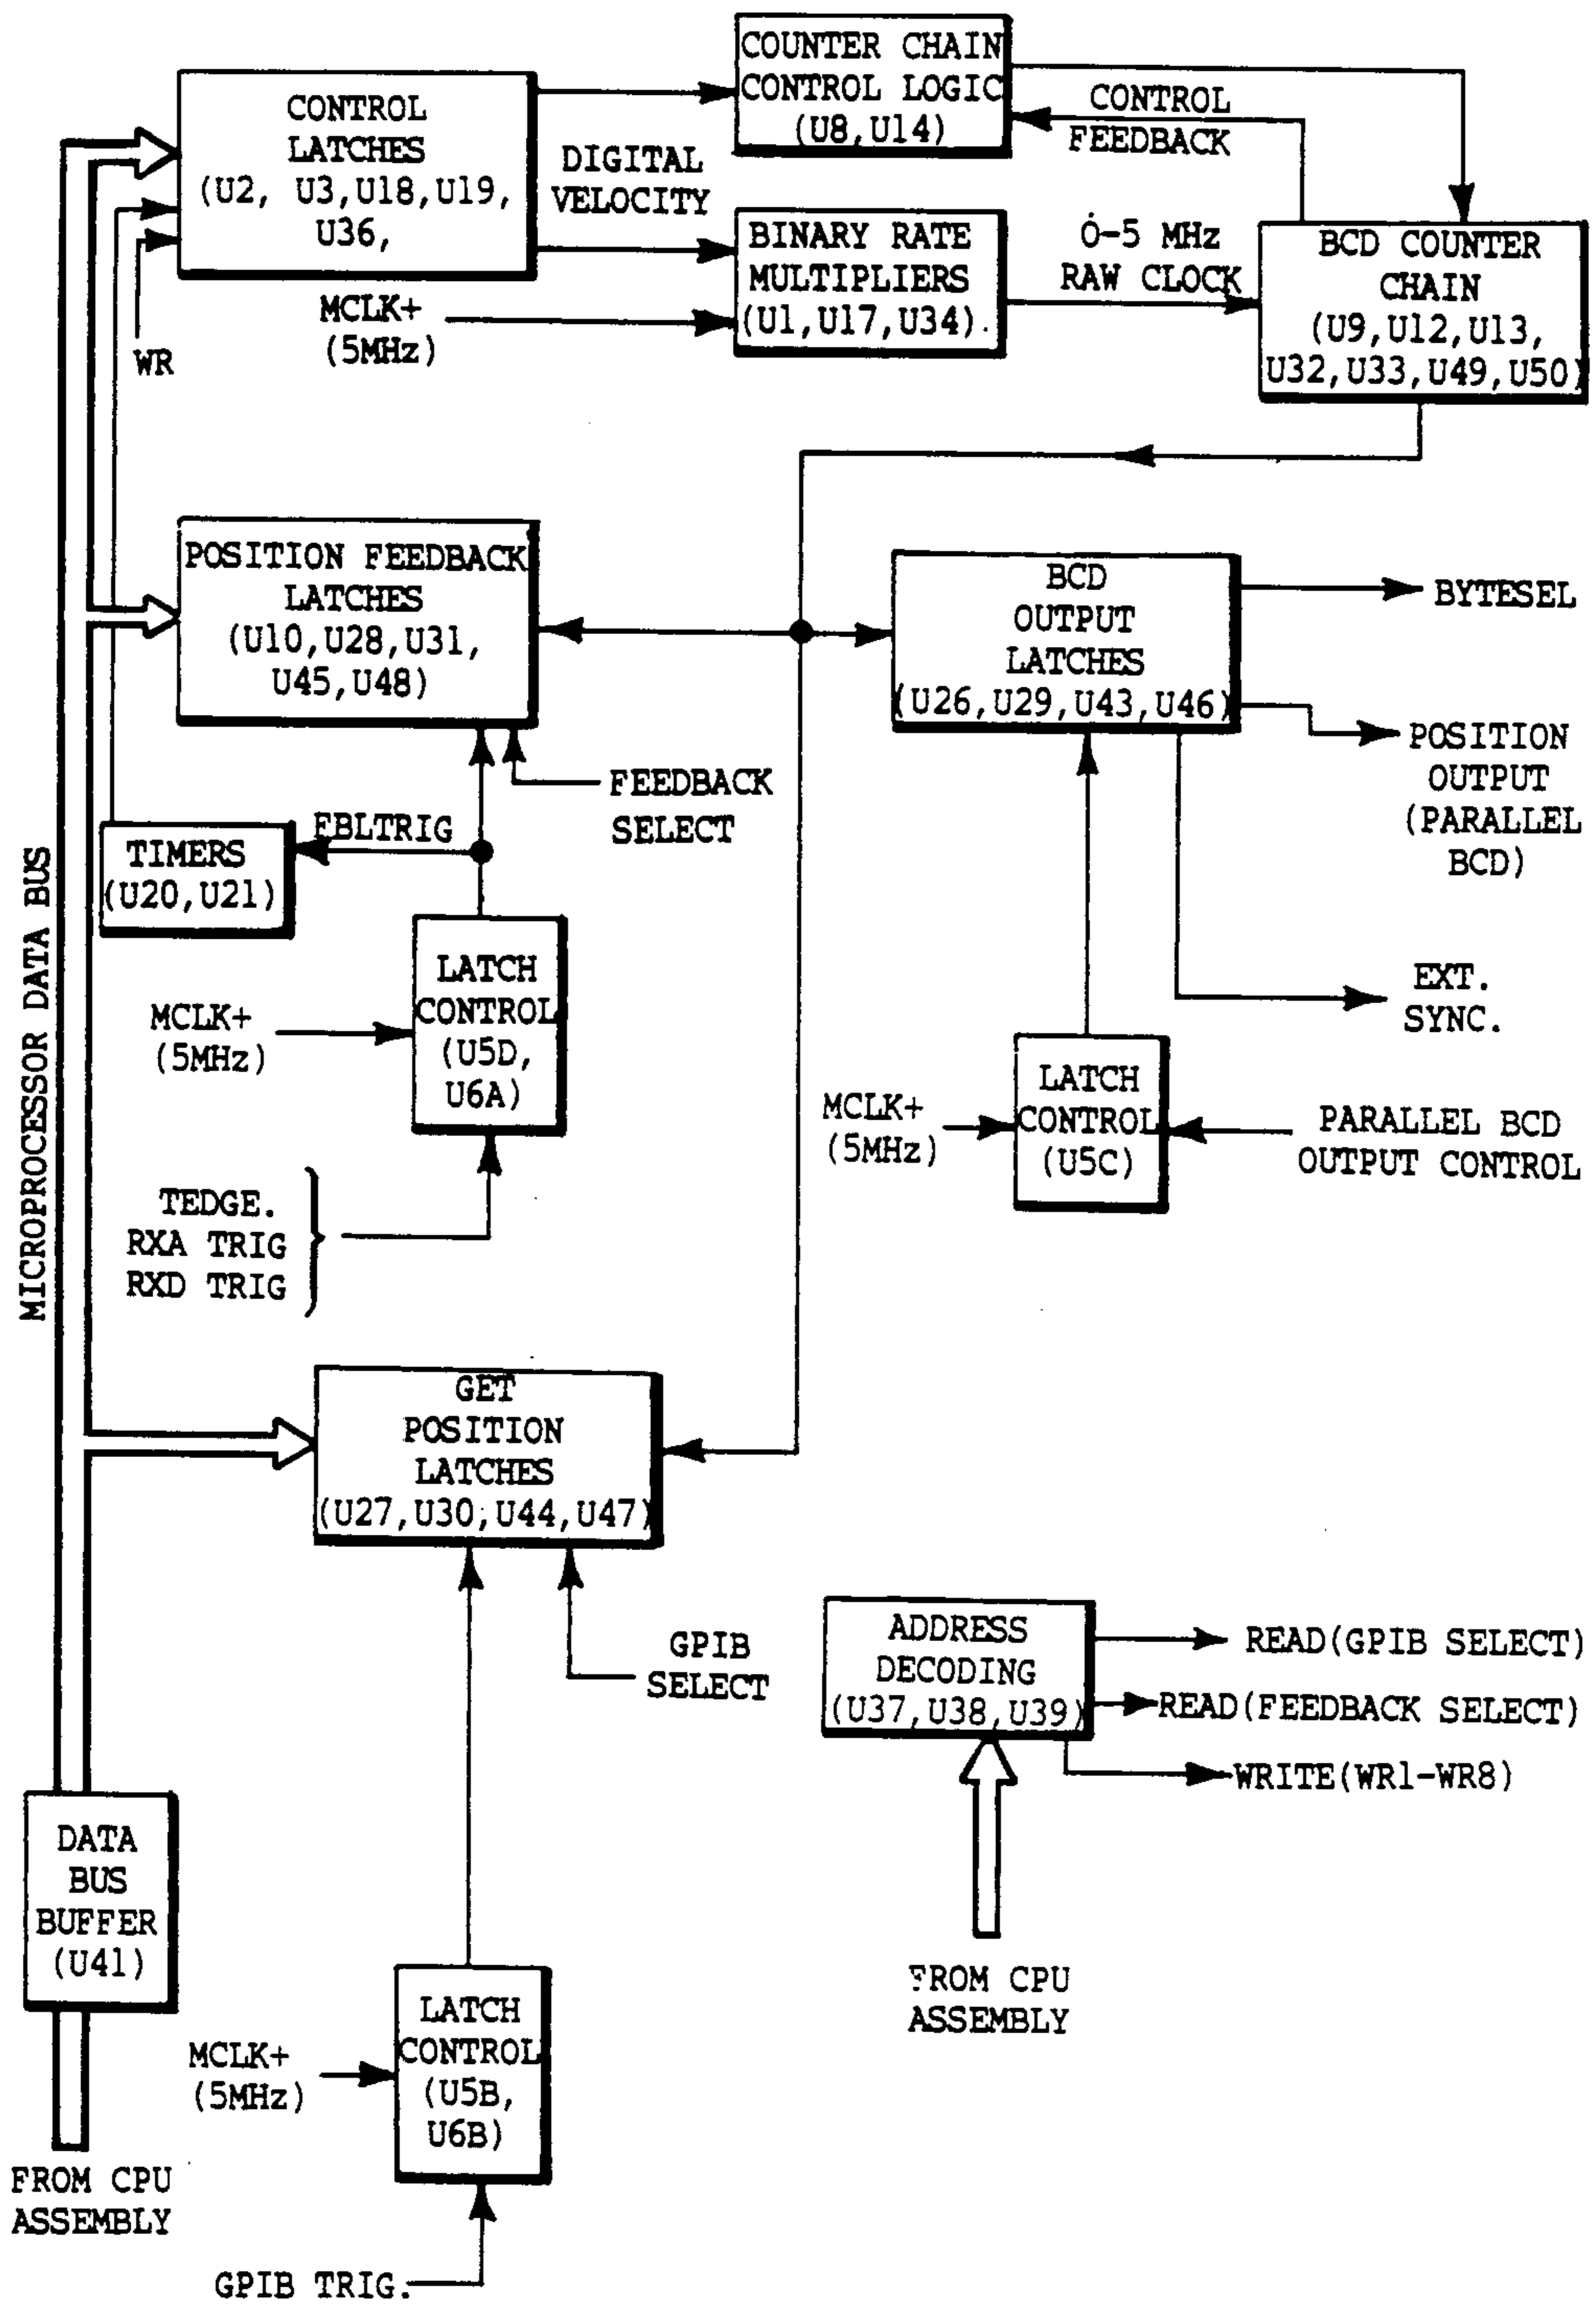 COUNTER CHAIN
CONTROL LOGIC
(U8,U14)
CONTROL
LATCHES
(U2, U3,U18,U19,
U36,
CONTROL
FEEDBACK
DIGITAL
VELOCITY
BINARY RATE
MULTIPLIERS
(U1,U17,U34).
0-5 MHz
RAW CLOCK
BCD COUNTER
CHAIN
(U9,U12,U13,
U32,U33,U49,U50)
MCLK+
(5MHz)
WR
POSITION FEEDBACK
LATCHES
(U10,U28,U31,
U45,U48)
BCD
OUTPUT
LATCHES
(U26,U29,U43,U46)
BYTESEL
POSITION
OUTPUT
(PARALLEL
BCD)
FEEDBACK
SELECT
FBLTRIG
TIMERS
(U20,U21)
MICROPROCESSOR DATA BUS
LATCH
CONTROL
(U5D,
U6A)
MCLK+
(5MHz)
EXT.
SYNC.
LATCH
CONTROL
(U5C)
MCLK+
(5MHz)
PARALLEL BCD
OUTPUT CONTROL
TEDGE.
RXA TRIG
RXD TRIG
GET
POSITION
LATCHES
(U27,U30,U44,U47)
GPIB
SELECT
ADDRESS
DECODING
(U37,U38,U39)
READ(GPIB SELECT)
READ(FEEDBACK SELECT)
WRITE(WR1-WR8)
DATA
BUS
BUFFER
(U41)
FROM CPU
ASSEMBLY
LATCH
CONTROL
(U5B,
U6B)
MCLK+
(5MHz)
FROM CPU
ASSEMBLY
GPIB TRIG.